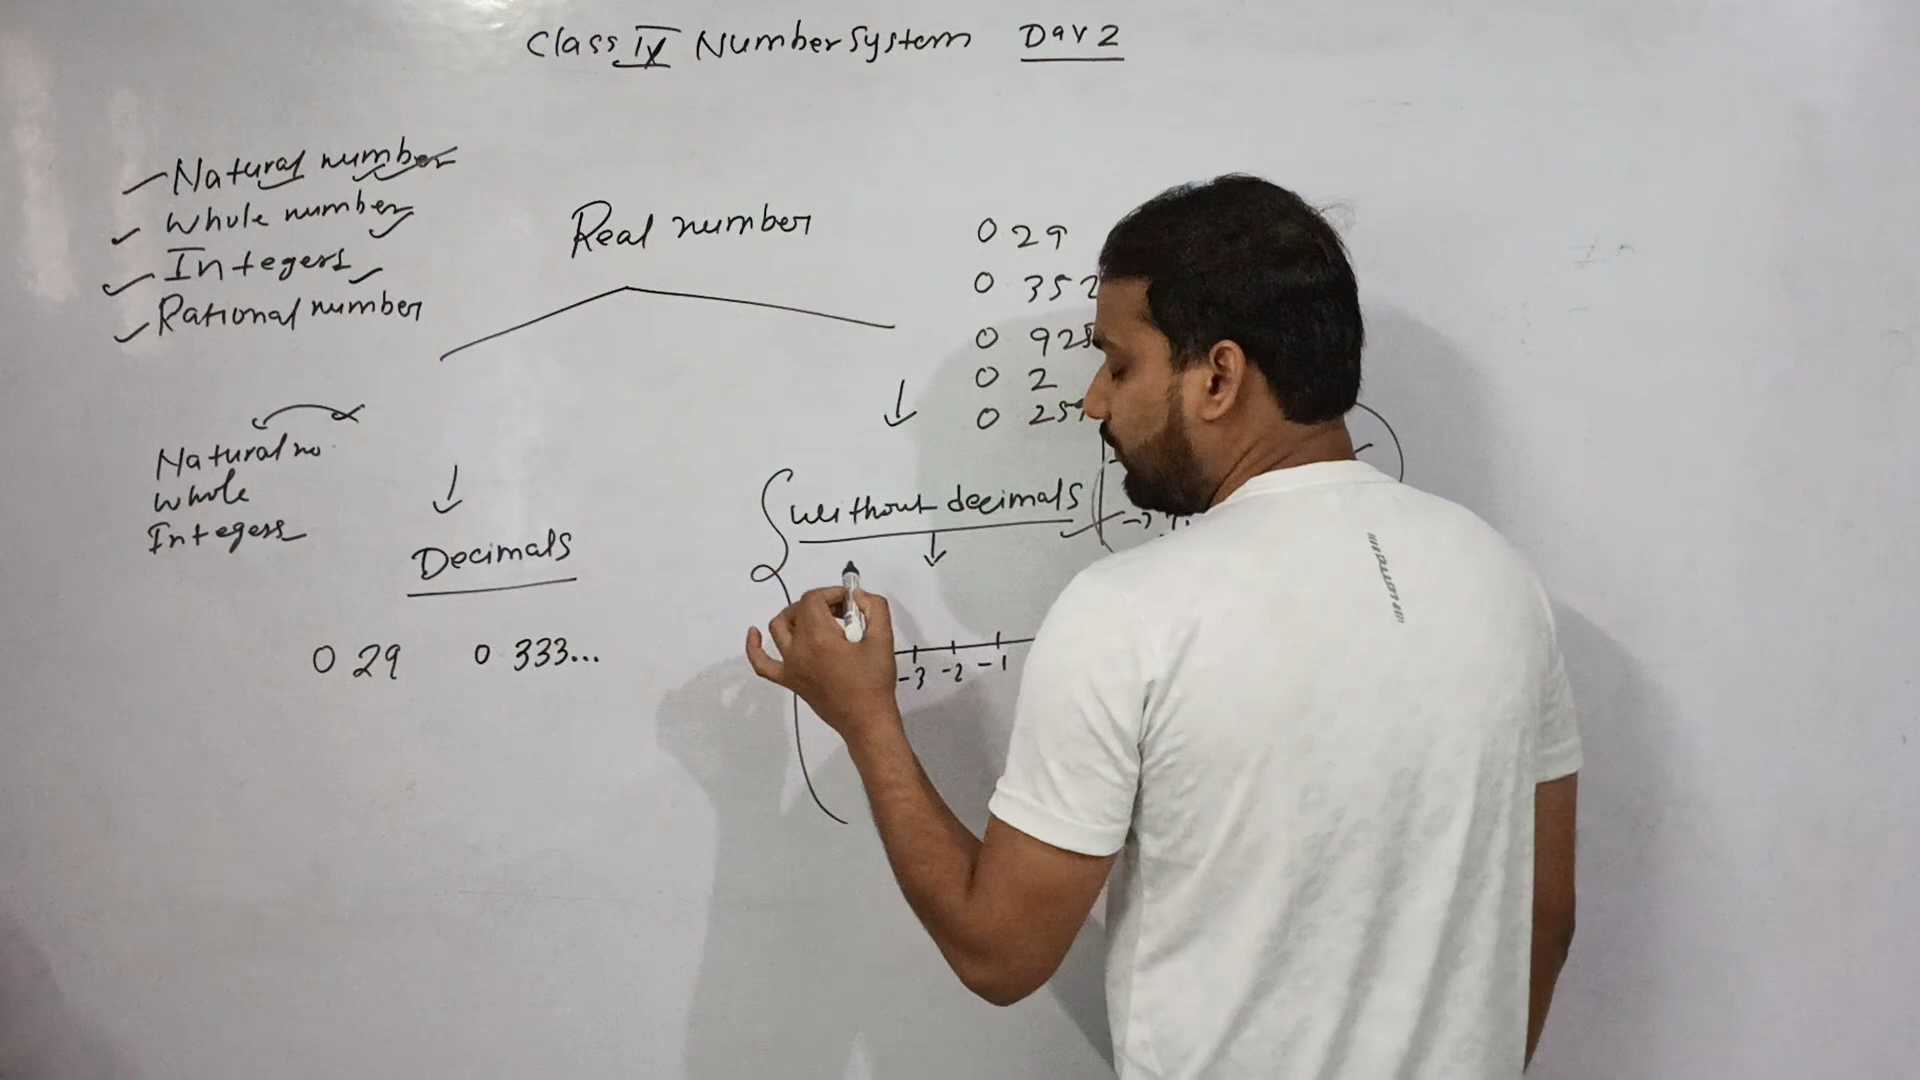 Class IX Number System Day 2
Natural number
Whole number
Integers
Rational number
Real number
0 29
0 352
0 925
0 2
0 259
Natural no.
Whole
Integers
Decimals
0.29 0.333...
Without decimals
-3 -2 -1